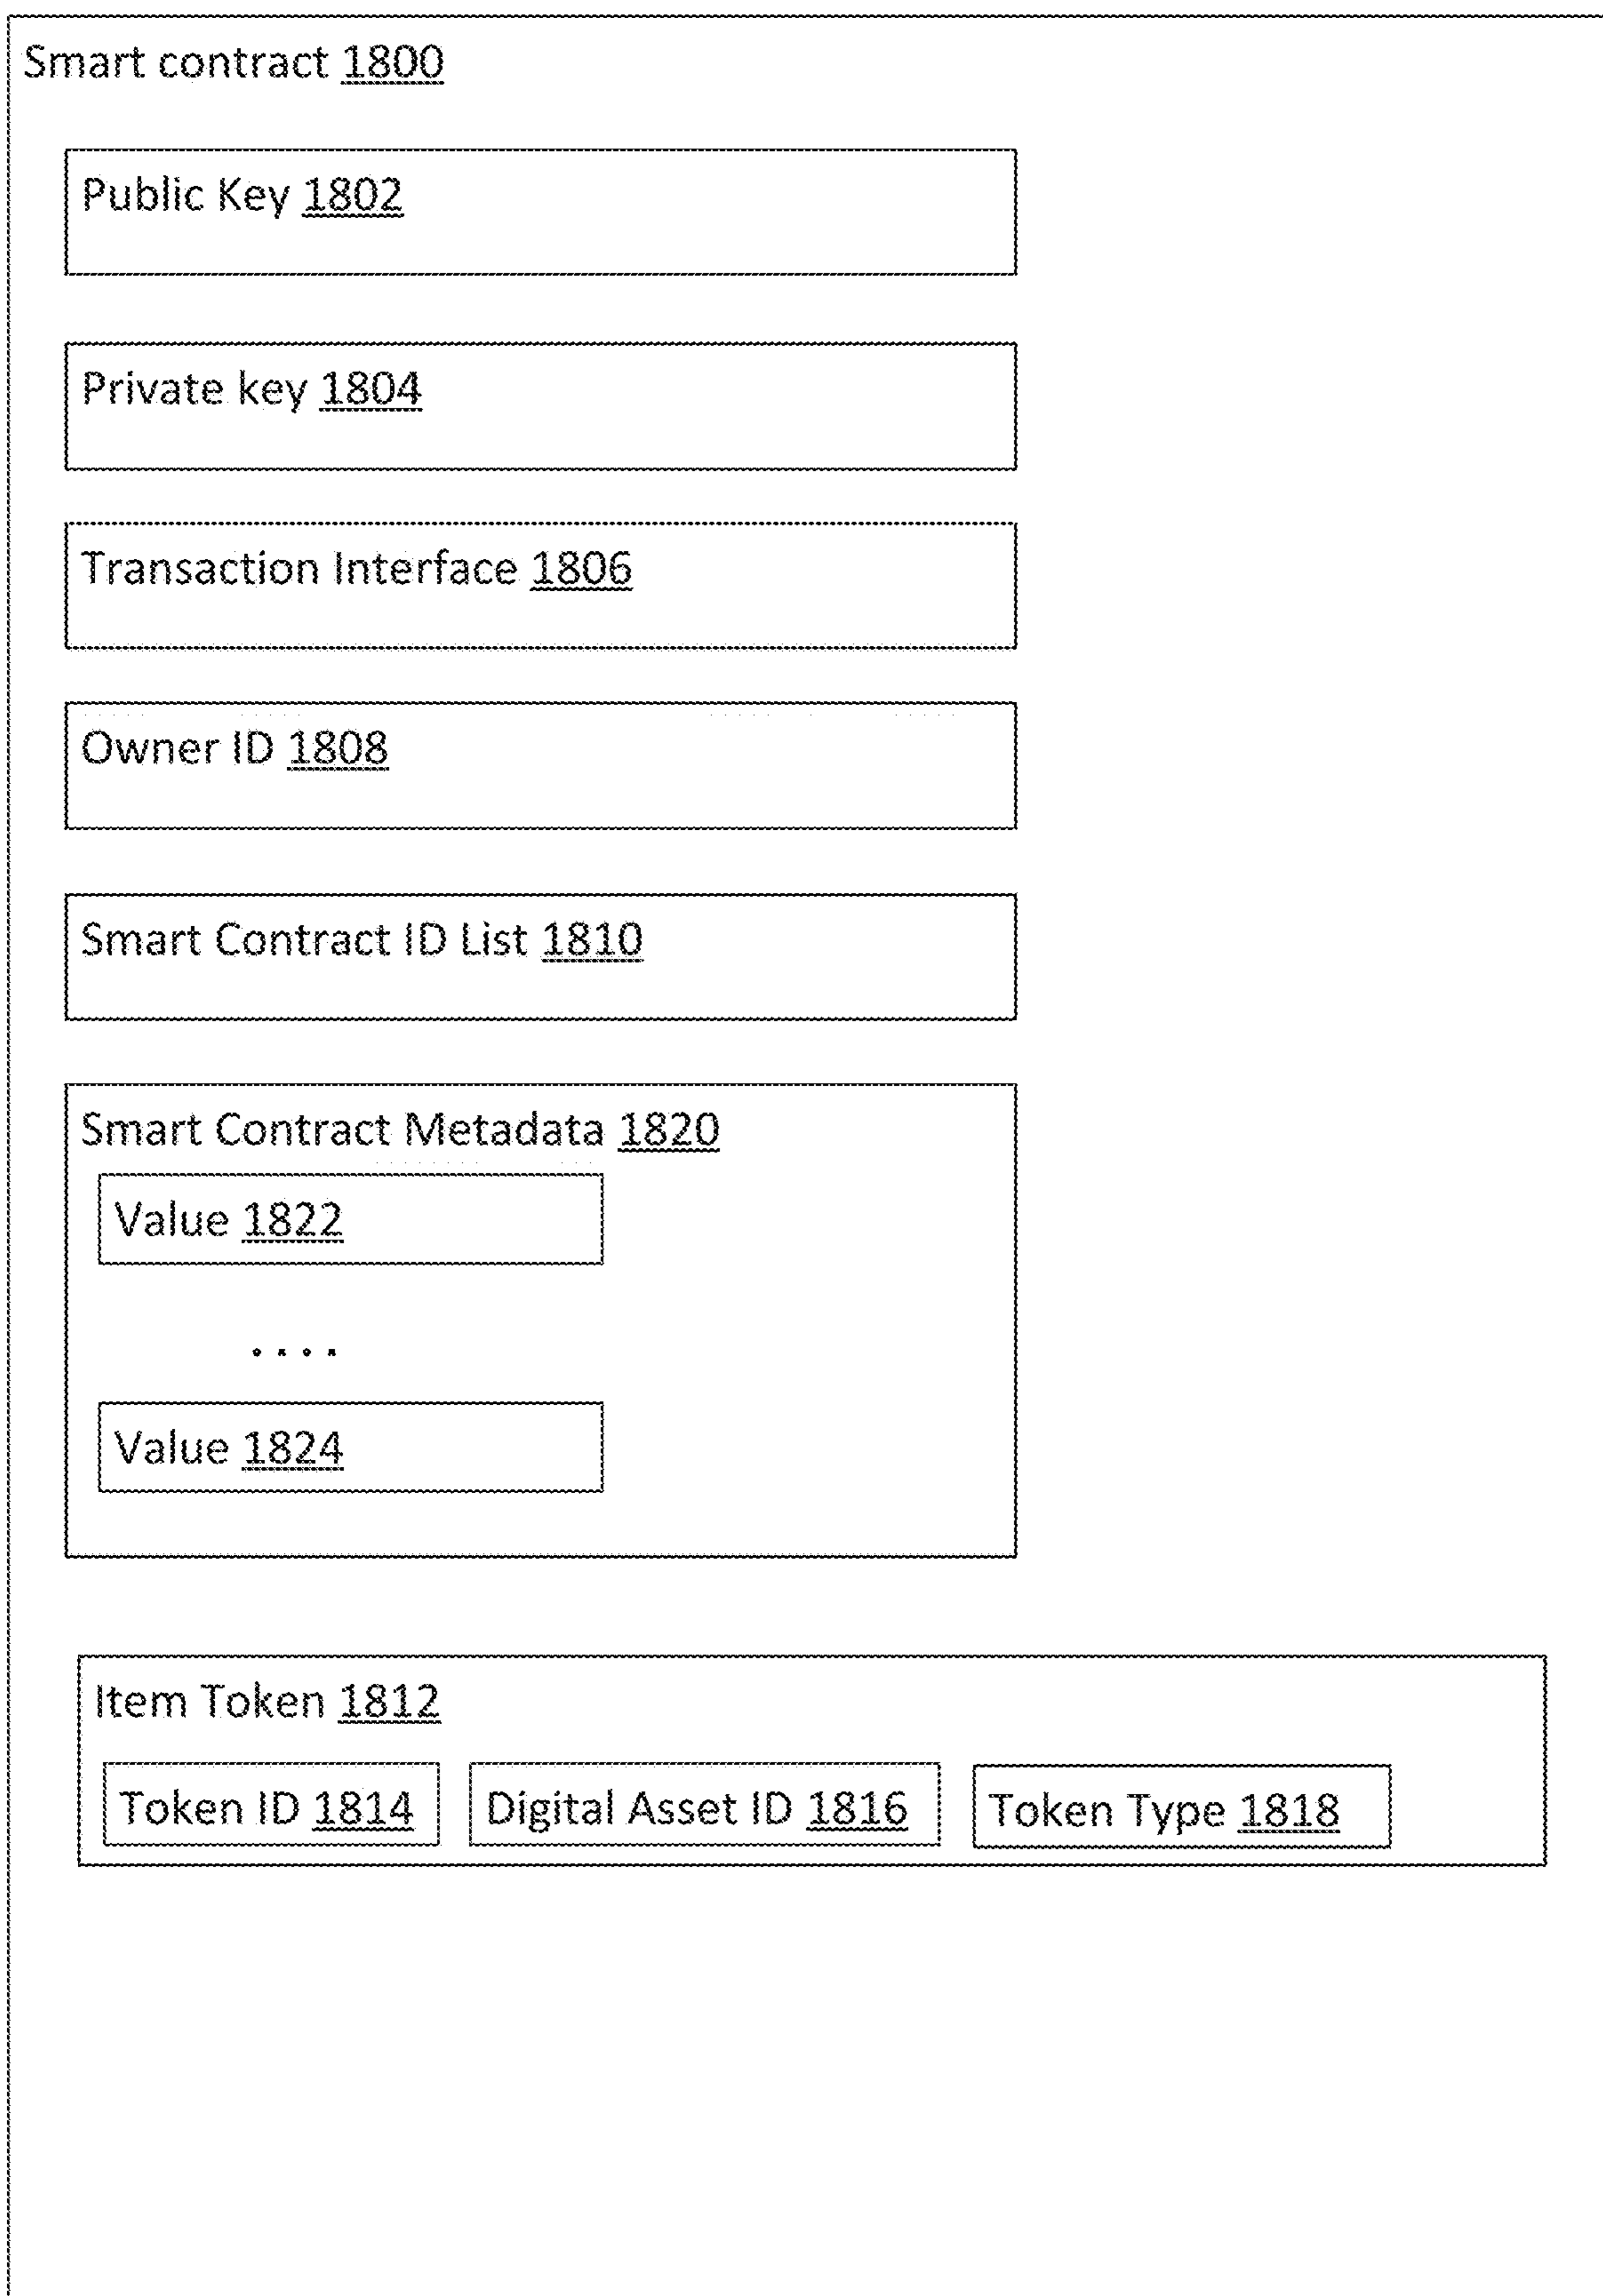 Smart contract 1800
Public Key 1802
Private key 1804
Transaction Interface 1806
Owner ID 1808
Smart Contract ID List 1810
Smart Contract Metadata 1820
Value 1822
....
Value 1824
Item Token 1812
Token ID 1814 Digital Asset ID 1816 Token Type 1818